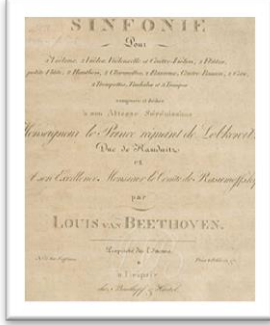 SINFONIE
Pour
2 Violons, 2 Violes, Violoncelle et Contre-Violon, 2 Flûtes,
petite Flûte, 2 Hautbois, 2 Clarinettes, 2 Bassons, Contre-Basson, 2 Cors,
2 Trompettes, Timbales et 3 Trompes
composée et dédiée
à son Altesse Sérénissime
Monseigneur le Prince régnant de Lobkowitz
Duc de Raudnitz
et
à son Excellence Monsieur le Comte de Rasumoffsky
par
LOUIS VAN BEETHOVEN.
Propriété des Editeurs
à Leipsic
chez Breitkopf & Härtel